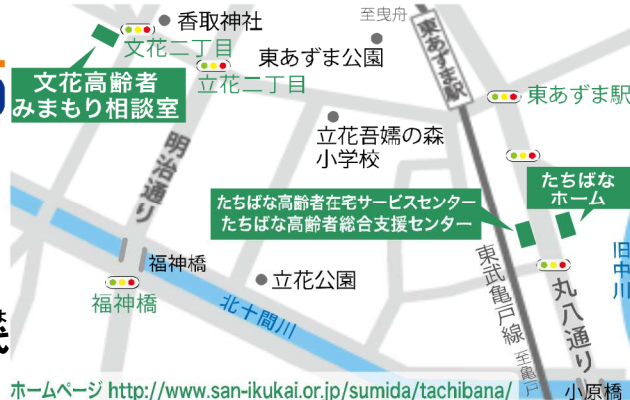 香取神社
至曳舟
文花二丁目
東あずま公園
東あずま駅
文花高齢者
みまもり相談室
立花二丁目
東あずま駅
明治通り
立花吾嬬の森
小学校
たちばな
ホーム
たちばな高齢者在宅サービスセンター
たちばな高齢者総合支援センター
福神橋
立花公園
東武亀戸線
旧中川
福神橋
北十間川
丸八通り
至亀戸
小原橋
ホームページ http://www.san-ikukai.or.jp/sumida/tachibana/